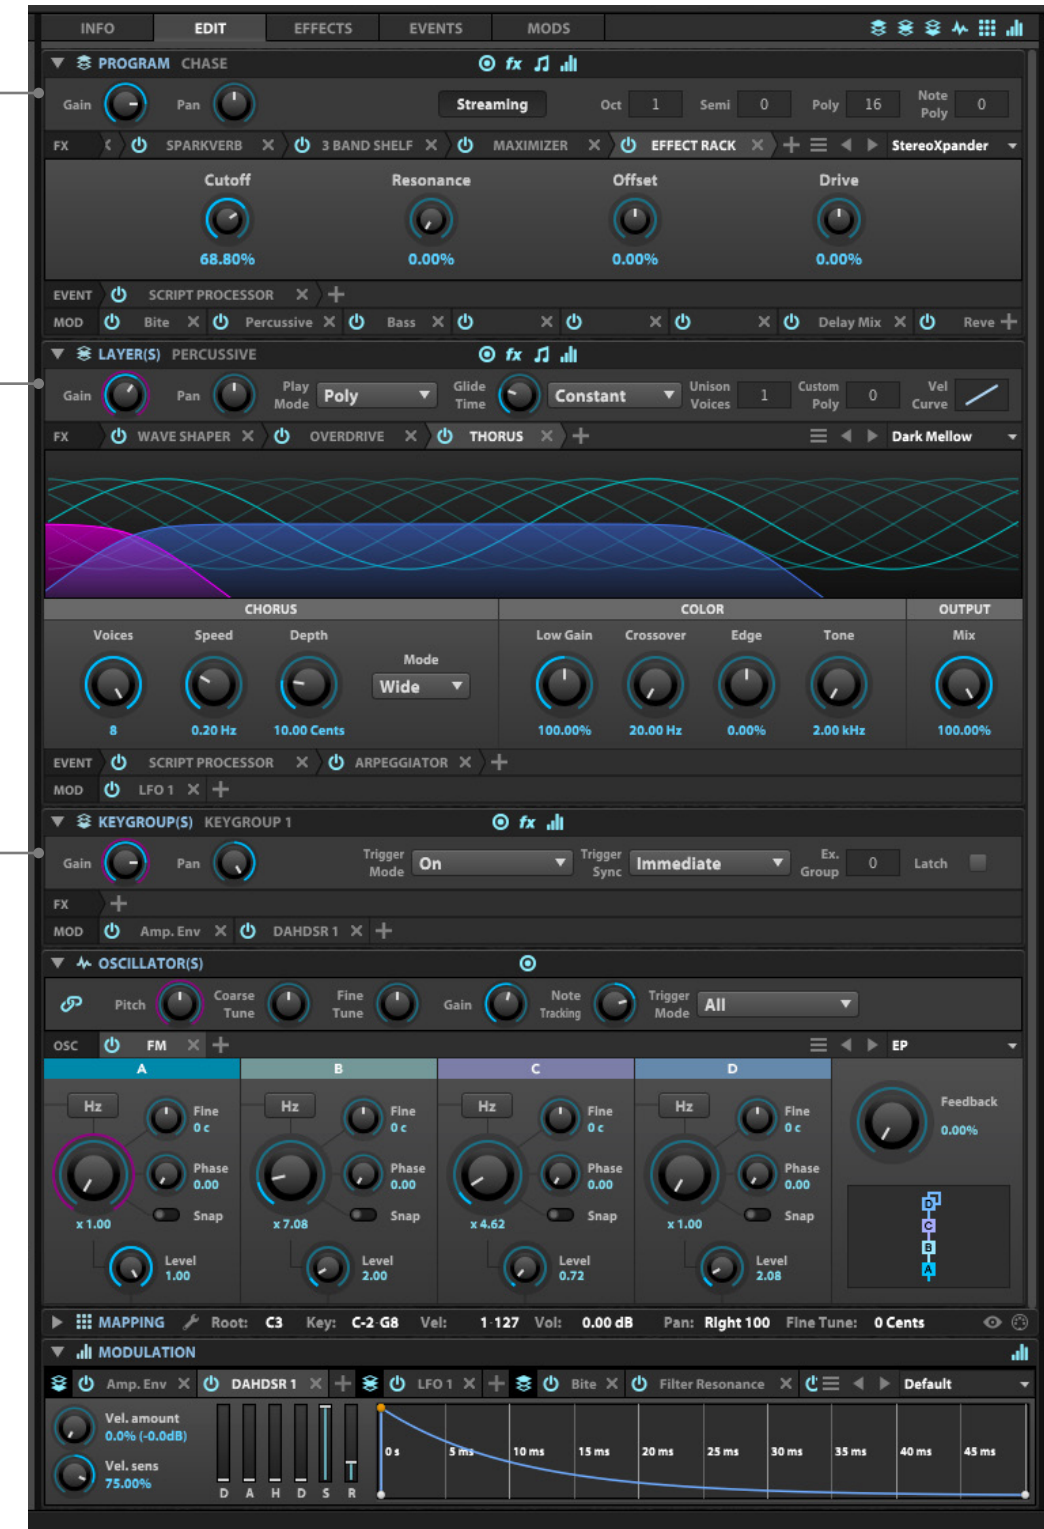 INFO EDIT EFFECTS EVENTS MODS
PROGRAM CHASE fx
Gain Pan Streaming Oct 1 Semi 0 Poly 16 Note Poly 0
FX SPARKVERB 3 BAND SHELF MAXIMIZER EFFECT RACK StereoXpander
Cutoff Resonance Offset Drive
68.80% 0.00% 0.00% 0.00%
EVENT SCRIPT PROCESSOR
MOD Bite Percussive Bass Delay Mix Reve
LAYER(S) PERCUSSIVE fx
Gain Pan Play Mode Poly Glide Time Constant Unison Voices 1 Custom Poly 0 Vel Curve
FX WAVE SHAPER OVERDRIVE THORUS Dark Mellow
CHORUS COLOR OUTPUT
Voices Speed Depth Mode Low Gain Crossover Edge Tone Mix
Wide
8 0.20 Hz 10.00 Cents 100.00% 20.00 Hz 0.00% 2.00 kHz 100.00%
EVENT SCRIPT PROCESSOR ARPEGGIATOR
MOD LFO 1
KEYGROUP(S) KEYGROUP 1 fx
Gain Pan Trigger Mode On Trigger Sync Immediate Ex. Group 0 Latch
FX
MOD Amp. Env DAHDSR 1
OSCILLATOR(S)
Pitch Coarse Tune Fine Tune Gain Note Tracking Trigger Mode All
OSC FM EP
A B C D
Hz Fine Hz Fine Hz Fine Hz Fine Feedback
0 c 0 c 0 c 0 c 0.00%
Phase Phase Phase Phase
0.00 0.00 0.00 0.00
x 1.00 Snap x 7.08 Snap x 4.62 Snap x 1.00 Snap
D
C
B
A
Level Level Level Level
1.00 2.00 0.72 2.08
MAPPING Root: C3 Key: C-2-G8 Vel: 1-127 Vol: 0.00 dB Pan: Right 100 Fine Tune: 0 Cents
MODULATION
Amp. Env DAHDSR 1 LFO 1 Bite Filter Resonance Default
Vel. amount
0.0% (-0.0dB)
0 s 5 ms 10 ms 15 ms 20 ms 25 ms 30 ms 35 ms 40 ms 45 ms
Vel. sens
75.00%
D A H D S R